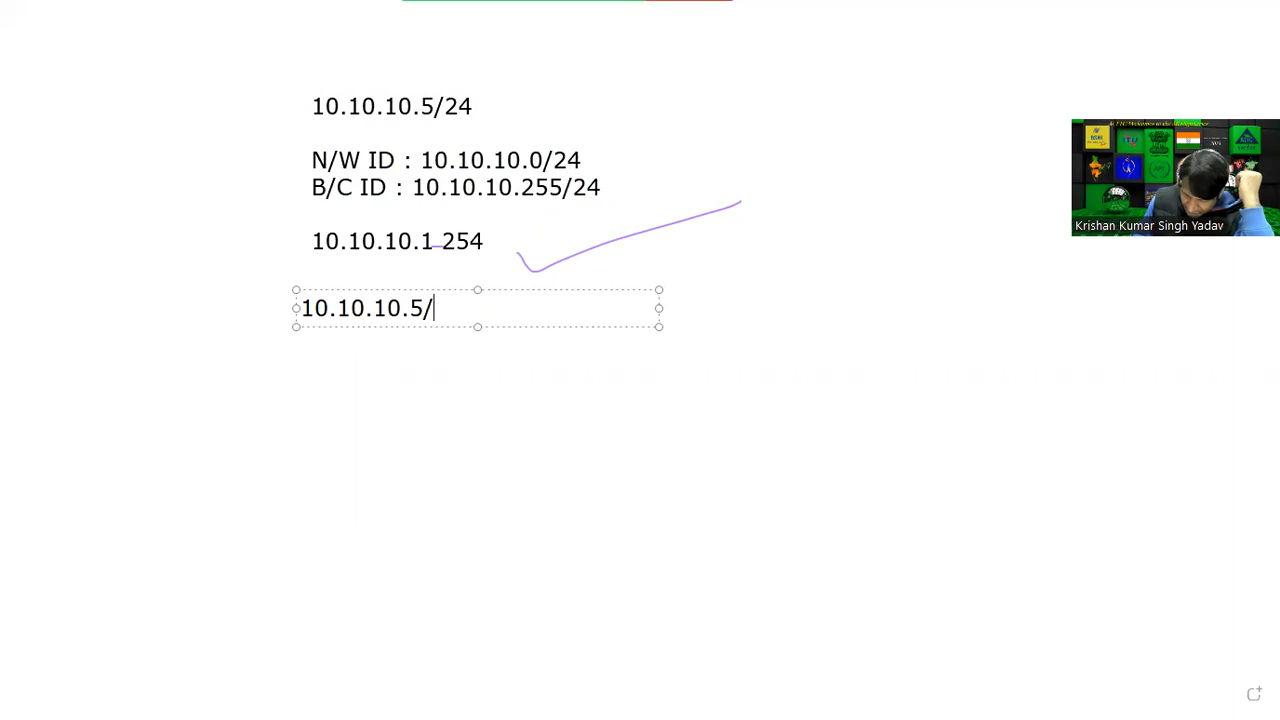 10.10.10.5/24
N/W ID : 10.10.10.0/24
B/C ID : 10.10.10.255/24
10.10.10.1 254
10.10.10.5/
ITU
Krishan Kumar Singh Yadav